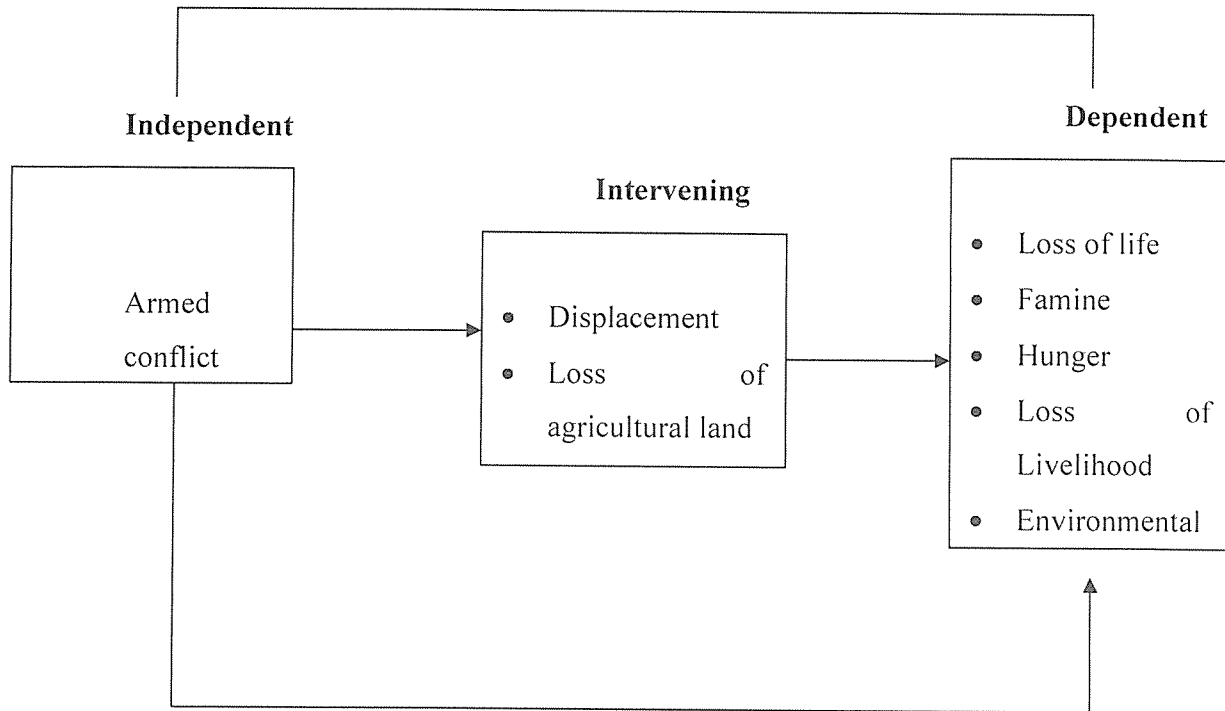 Independent
Armed
conflict
Intervening
• Displacement
• Loss of
agricultural land
Dependent
• Loss of life
• Famine
• Hunger
• Loss of
Livelihood
• Environmental